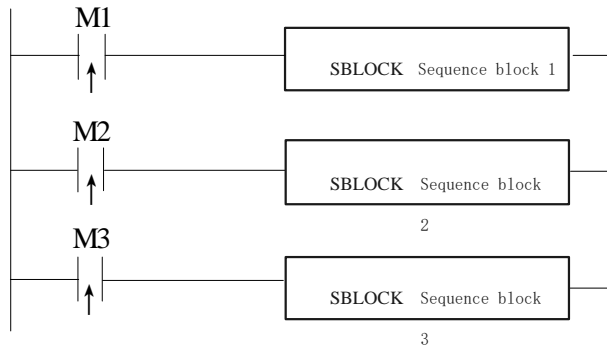 M1
SBLOCK Sequence block 1
M2
SBLOCK Sequence block
2
M3
SBLOCK Sequence block
3